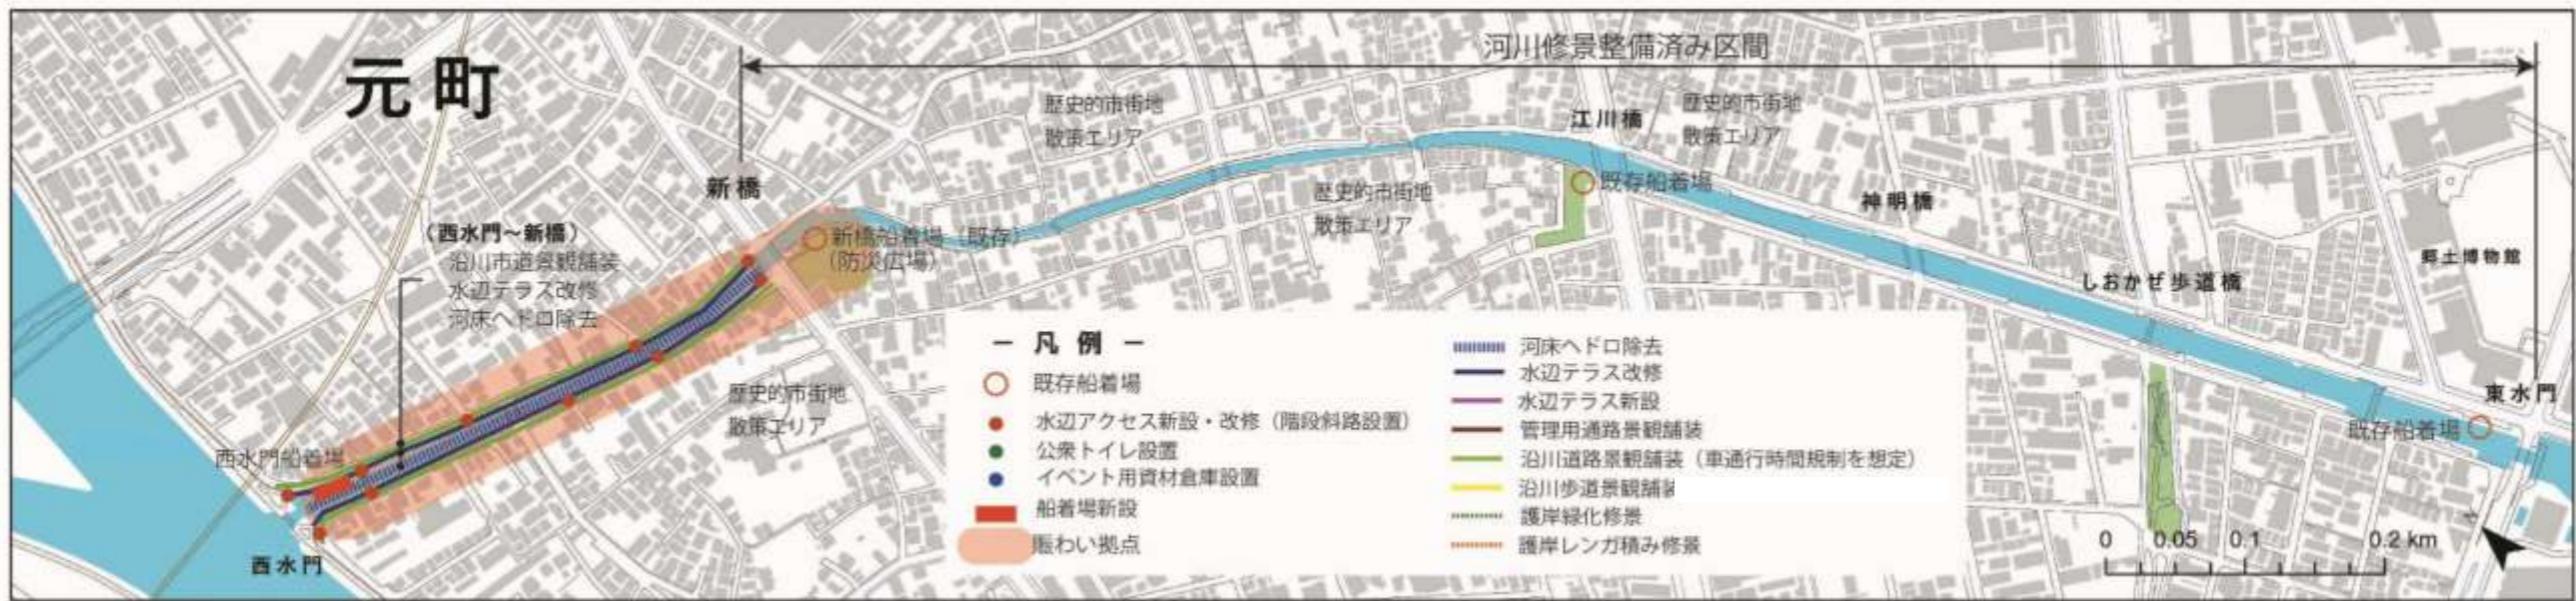 元町
河川修景整備済み区間
歴史的市街地
散策エリア
江川橋
歴史的市街地
散策エリア
新橋
歴史的市街地
散策エリア
既存船着場
神明橋
(西水門~新橋)
沿川市道景観舗装
水辺テラス改修
河床ヘドロ除去
新橋船着場(既存)
(防災広場)
しおかぜ歩道橋
郷土博物館
歴史的市街地
散策エリア
西水門船着場
西水門
東水門
既存船着場
― 凡 例 ―
既存船着場
水辺アクセス新設・改修(階段斜路設置)
公衆トイレ設置
イベント用資材倉庫設置
船着場新設
賑わい拠点
河床ヘドロ除去
水辺テラス改修
水辺テラス新設
管理用通路景観舗装
沿川道路景観舗装(車通行時間規制を想定)
沿川歩道景観舗装
護岸緑化修景
護岸レンガ積み修景
0 0.05 0.1 0.2 km